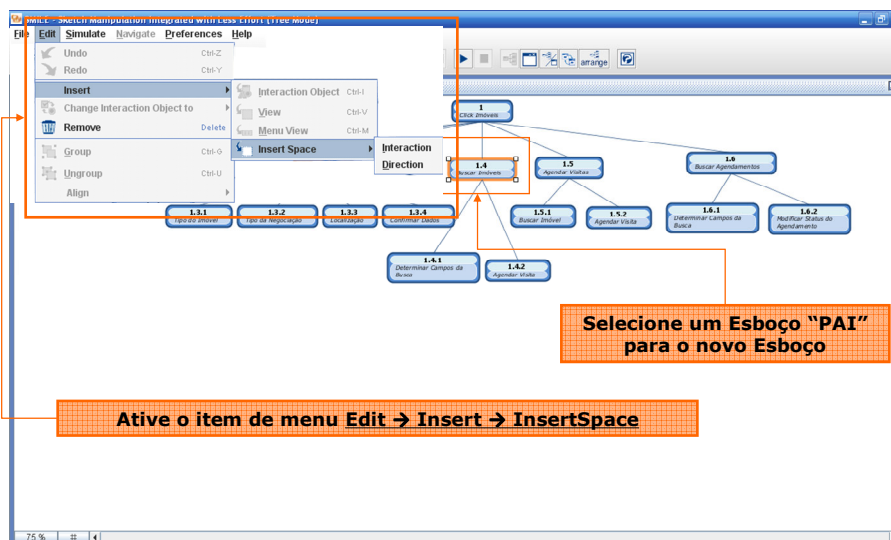 SMILE - Sketch Manipulation Integrated with Less Effort [Tree Mode]
File Edit Simulate Navigate Preferences Help
Undo Ctrl-Z
Redo Ctrl-Y
Insert
Change Interaction Object to
Remove Delete
Group Ctrl-G
Ungroup Ctrl-U
Align
Interaction Object Ctrl-I
View Ctrl-V
Menu View Ctrl-M
Insert Space
Interaction
Direction
arrange
1
Click Imóveis
1.4
Buscar Imóveis
1.5
Agendar Visitas
1.6
Buscar Agendamentos
1.3.1
Tipo do Imóvel
1.3.2
Tipo da Negociação
1.3.3
Localização
1.3.4
Confirmar Dados
1.5.1
Buscar Imóvel
1.5.2
Agendar Visita
1.6.1
Determinar Campos da
Busca
1.6.2
Modificar Status do
Agendamento
1.4.1
Determinar Campos da
Busca
1.4.2
Agendar Visita
Selecione um Esboço “PAI”
para o novo Esboço
Ative o item de menu Edit → Insert → InsertSpace
75 %